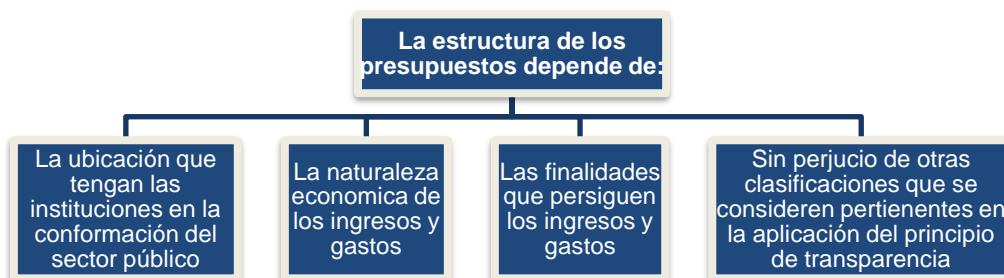 La estructura de los
presupuestos depende de:
La ubicación que
tengan las
instituciones en la
conformación del
sector público
La naturaleza
economica de
los ingresos y
gastos
Las finalidades
que persiguen
los ingresos y
gastos
Sin perjucio de otras
clasificaciones que se
consideren pertienentes en
la aplicación del principio
de transparencia